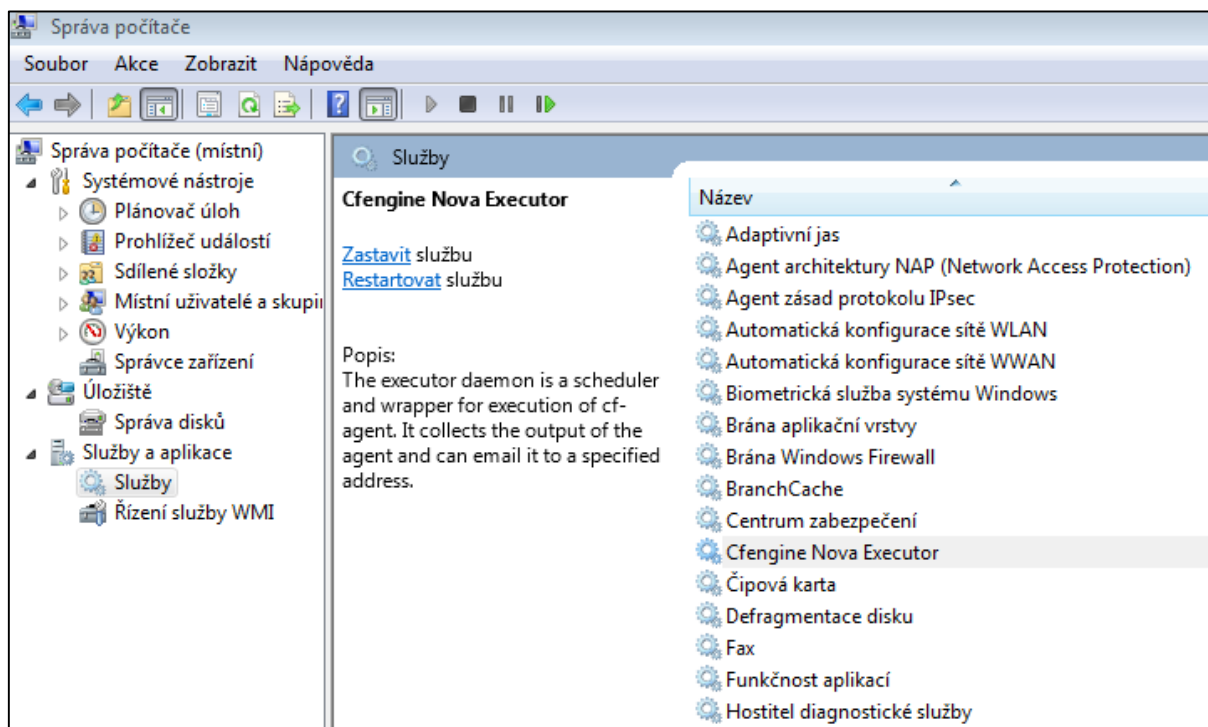 Správa počítače
Soubor Akce Zobrazit Nápověda
Správa počítače (místní)
Systémové nástroje
Plánovač úloh
Prohlížeč událostí
Sdílené složky
Místní uživatelé a skupin
Výkon
Správce zařízení
Úložiště
Správa disků
Služby a aplikace
Služby
Řízení služby WMI
Služby
Cfengine Nova Executor
Zastavit službu
Restartovat službu
Popis:
The executor daemon is a scheduler
and wrapper for execution of cf-
agent. It collects the output of the
agent and can email it to a specified
address.
Název
Adaptivní jas
Agent architektury NAP (Network Access Protection)
Agent zásad protokolu IPsec
Automatická konfigurace sítě WLAN
Automatická konfigurace sítě WWAN
Biometrická služba systému Windows
Brána aplikační vrstvy
Brána Windows Firewall
BranchCache
Centrum zabezpečení
Cfengine Nova Executor
Čipová karta
Defragmentace disku
Fax
Funkčnost aplikací
Hostitel diagnostické služby